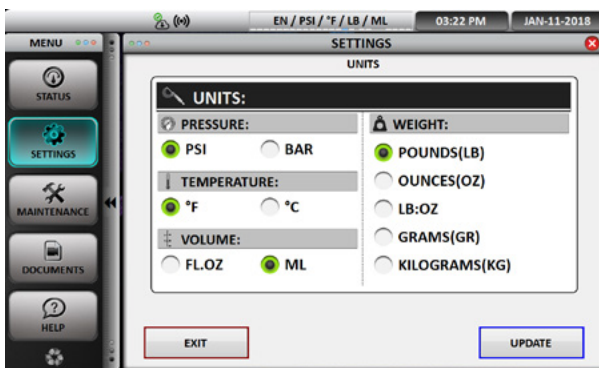 EN / PSI / °F / LB / ML 03:22 PM JAN-11-2018
MENU SETTINGS
UNITS
STATUS
SETTINGS
MAINTENANCE
DOCUMENTS
HELP
UNITS:
PRESSURE:
PSI BAR
TEMPERATURE:
°F °C
VOLUME:
FL.OZ ML
WEIGHT:
POUNDS(LB)
OUNCES(OZ)
LB:OZ
GRAMS(GR)
KILOGRAMS(KG)
EXIT UPDATE